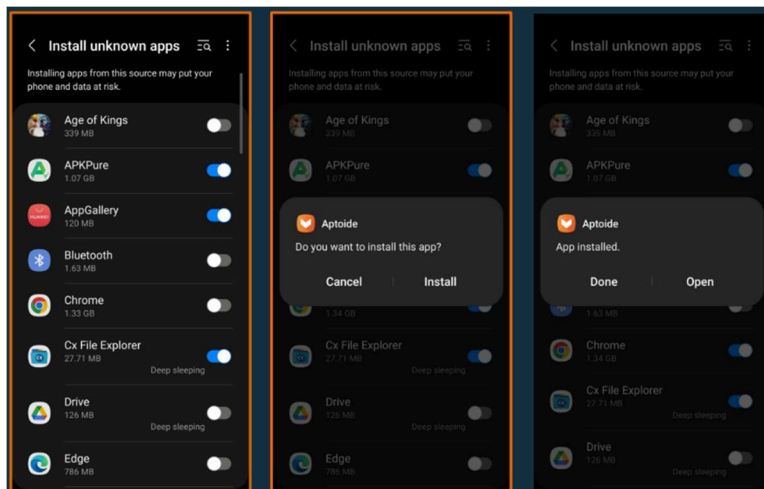 Install unknown apps
Installing apps from this source may put your
phone and data at risk.
Age of Kings
339 MB
APKPure
1.07 GB
HUAWEI
AppGallery
120 MB
Bluetooth
1.63 MB
Chrome
1.33 GB
Cx File Explorer
27.71 MB
Deep sleeping
Drive
126 MB
Deep sleeping
Edge
786 MB
Install unknown apps
Installing apps from this source may put your
phone and data at risk.
Age of Kings
339 MB
APKPure
1.07 GB
Aptoide
Do you want to install this app?
Cancel
Install
1.34 GB
Cx File Explorer
27.71 MB
Deep sleeping
Drive
126 MB
Deep sleeping
Edge
786 MB
Install unknown apps
Installing apps from this source may put your
phone and data at risk.
Age of Kings
339 MB
APKPure
1.07 GB
Aptoide
App installed.
Done
Open
1.63 MB
Chrome
1.34 GB
Cx File Explorer
27.71 MB
Deep sleeping
Drive
126 MB
Deep sleeping